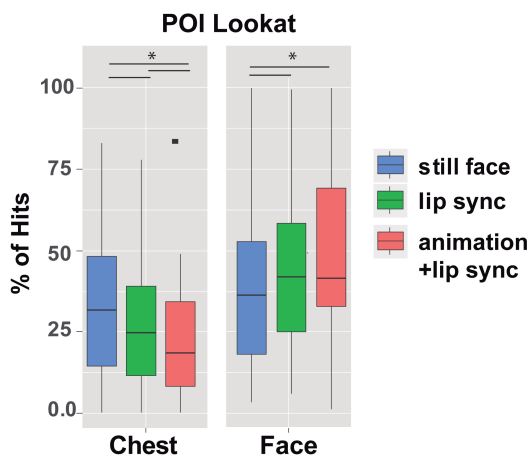 POI Lookat
* *
100
75
50
25
0.0
% of Hits
Chest Face
still face
lip sync
animation
+lip sync